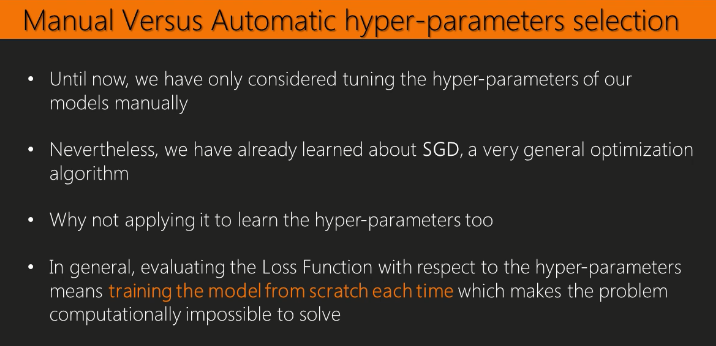 Manual Versus Automatic hyper-parameters selection
• Until now, we have only considered tuning the hyper-parameters of our
models manually
• Nevertheless, we have already learned about SGD, a very general optimization
algorithm
• Why not applying it to learn the hyper-parameters too
• In general, evaluating the Loss Function with respect to the hyper-parameters
means training the model from scratch each time which makes the problem
computationally impossible to solve